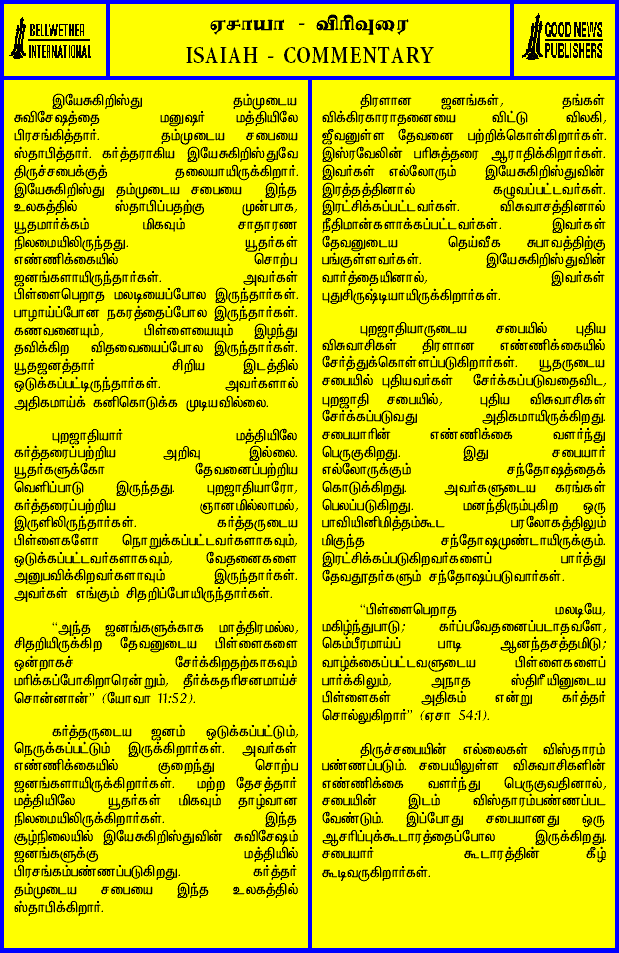 BELLWETHER
INTERNATIONAL
ஏசாயா - விரிவுரை
ISAIAH - COMMENTARY
GOOD NEWS
PUBLISHERS
இயேசுகிறிஸ்து தம்முடைய
சுவிசேஷத்தை மனுஷர் மத்தியிலே
பிரசங்கித்தார். தம்முடைய சபையை
ஸ்தாபித்தார். கர்த்தராகிய இயேசுகிறிஸ்துவே
திருச்சபைக்குத் தலையாயிருக்கிறார்.
இயேசுகிறிஸ்து தம்முடைய சபையை இந்த
உலகத்தில் ஸ்தாபிப்பதற்கு முன்பாக,
யூதமார்க்கம் மிகவும் சாதாரண
நிலமையிலிருந்தது. யூதர்கள்
எண்ணிக்கையில் சொற்ப
ஜனங்களாயிருந்தார்கள். அவர்கள்
பிள்ளைபெறாத மலடியைப்போல இருந்தார்கள்.
பாழாய்ப்போன நகரத்தைப்போல இருந்தார்கள்.
கணவனையும், பிள்ளையையும் இழந்து
தவிக்கிற விதவையைப்போல இருந்தார்கள்.
யூதஜனத்தார் சிறிய இடத்தில்
ஒடுக்கப்பட்டிருந்தார்கள். அவர்களால்
அதிகமாய்க் கனிகொடுக்க முடியவில்லை.
புறஜாதியார் மத்தியிலே
கர்த்தரைப்பற்றிய அறிவு இல்லை.
யூதர்களுக்கோ தேவனைப்பற்றிய
வெளிப்பாடு இருந்தது. புறஜாதியாரோ,
கர்த்தரைப்பற்றிய ஞானமில்லாமல்,
இருளிலிருந்தார்கள். கர்த்தருடைய
பிள்ளைகளோ நொறுக்கப்பட்டவர்களாகவும்,
ஒடுக்கப்பட்டவர்களாகவும், வேதனைகளை
அனுபவிக்கிறவர்களாவும் இருந்தார்கள்.
அவர்கள் எங்கும் சிதறிப்போயிருந்தார்கள்.
“அந்த ஜனங்களுக்காக மாத்திரமல்ல,
சிதறியிருக்கிற தேவனுடைய பிள்ளைகளை
ஒன்றாகச் சேர்க்கிறதற்காகவும்
மரிக்கப்போகிறாரென்றும், தீர்க்கதரிசனமாய்ச்
சொன்னான்” (யோவா 11:52).
கர்த்தருடைய ஜனம் ஒடுக்கப்பட்டும்,
நெருக்கப்பட்டும் இருக்கிறார்கள். அவர்கள்
எண்ணிக்கையில் குறைந்து சொற்ப
ஜனங்களாயிருக்கிறார்கள். மற்ற தேசத்தார்
மத்தியிலே யூதர்கள் மிகவும் தாழ்வான
நிலமையிலிருக்கிறார்கள். இந்த
சூழ்நிலையில் இயேசுகிறிஸ்துவின் சுவிசேஷம்
ஜனங்களுக்கு மத்தியில்
பிரசங்கம்பண்ணப்படுகிறது. கர்த்தர்
தம்முடைய சபையை இந்த உலகத்தில்
ஸ்தாபிக்கிறார்.
திரளான ஜனங்கள், தங்கள்
விக்கிரகாராதனையை விட்டு விலகி,
ஜீவனுள்ள தேவனை பற்றிக்கொள்கிறார்கள்.
இஸ்ரவேலின் பரிசுத்தரை ஆராதிக்கிறார்கள்.
இவர்கள் எல்லோரும் இயேசுகிறிஸ்துவின்
இரத்தத்தினால் கழுவப்பட்டவர்கள்.
இரட்சிக்கப்பட்டவர்கள். விசுவாசத்தினால்
நீதிமான்களாக்கப்பட்டவர்கள். இவர்கள்
தேவனுடைய தெய்வீக சுபாவத்திற்கு
பங்குள்ளவர்கள். இயேசுகிறிஸ்துவின்
வார்த்தையினால், இவர்கள்
புதுசிருஷ்டியாயிருக்கிறார்கள்.
புறஜாதியாருடைய சபையில் புதிய
விசுவாசிகள் திரளான எண்ணிக்கையில்
சேர்த்துக்கொள்ளப்படுகிறார்கள். யூதருடைய
சபையில் புதியவர்கள் சேர்க்கப்படுவதைவிட,
புறஜாதி சபையில், புதிய விசுவாசிகள்
சேர்க்கப்படுவது அதிகமாயிருக்கிறது.
சபையாரின் எண்ணிக்கை வளர்ந்து
பெருகுகிறது. இது சபையார்
எல்லோருக்கும் சந்தோஷத்தைக்
கொடுக்கிறது. அவர்களுடைய கரங்கள்
பெலப்படுகிறது. மனந்திரும்புகிற ஒரு
பாவியினிமித்தம்கூட பரலோகத்திலும்
மிகுந்த சந்தோஷமுண்டாயிருக்கும்.
இரட்சிக்கப்படுகிறவர்களைப் பார்த்து
தேவதூதர்களும் சந்தோஷப்படுவார்கள்.
“பிள்ளைபெறாத மலடியே,
மகிழ்ந்துபாடு; கர்ப்பவேதனைப்படாதவளே,
கெம்பீரமாய்ப் பாடி ஆனந்தசத்தமிடு;
வாழ்க்கைப்பட்டவளுடைய பிள்ளைகளைப்
பார்க்கிலும், அநாத ஸ்திரீயினுடைய
பிள்ளைகள் அதிகம் என்று கர்த்தர்
சொல்லுகிறார்” (ஏசா 54:1).
திருச்சபையின் எல்லைகள் விஸ்தாரம்
பண்ணப்படும். சபையிலுள்ள விசுவாசிகளின்
எண்ணிக்கை வளர்ந்து பெருகுவதினால்,
சபையின் இடம் விஸ்தாரம்பண்ணப்பட
வேண்டும். இப்போது சபையானது ஒரு
ஆசரிப்புக்கூடாரத்தைப்போல இருக்கிறது.
சபையார் கூடாரத்தின் கீழ்
கூடிவருகிறார்கள்.